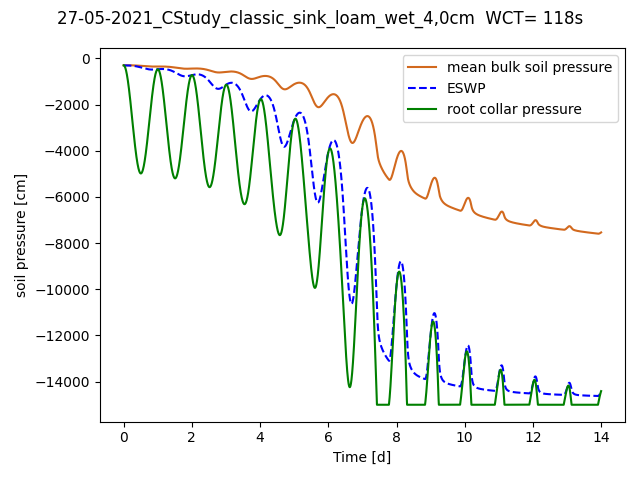 27-05-2021_CStudy_classic_sink_loam_wet_4,0cm  WCT= 118s
mean bulk soil pressure
ESWP
root collar pressure
soil pressure [cm]
0
−2000
−4000
−6000
−8000
−10000
−12000
−14000
0 2 4 6 8 10 12 14
Time [d]